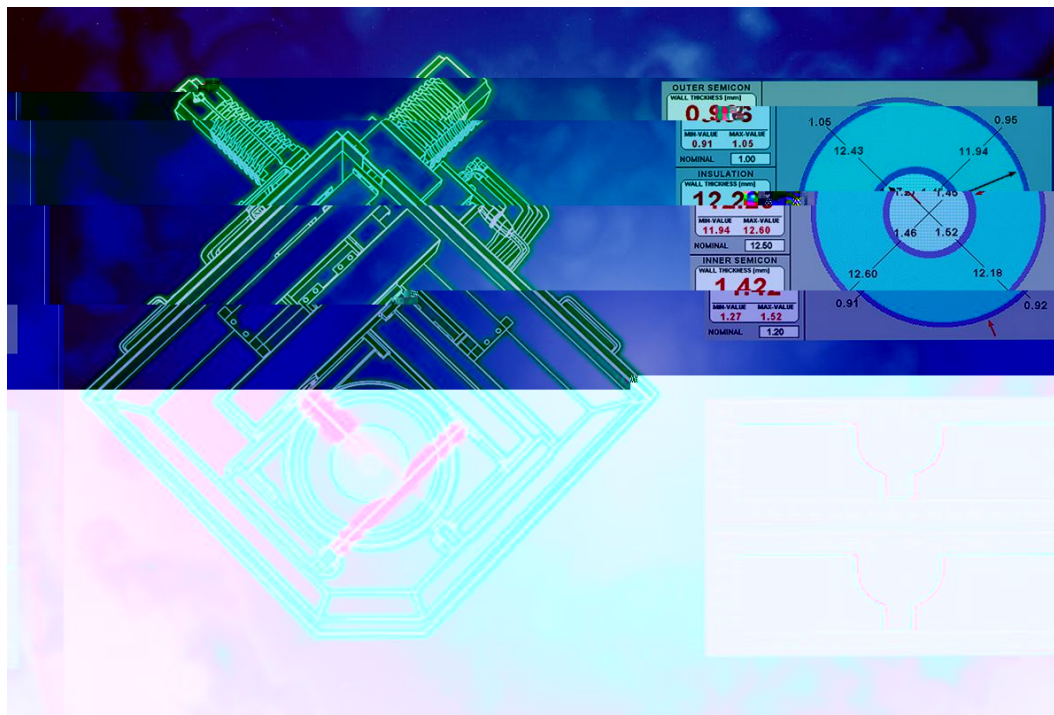 OUTER SEMICON
WALL THICKNESS (mm)
MIN-VALUE MAX-VALUE
0.91 1.05
NOMINAL 1.00
INSULATION
WALL THICKNESS (mm)
MIN-VALUE MAX-VALUE
11.94 12.60
NOMINAL 12.50
INNER SEMICON
WALL THICKNESS (mm)
1.42
MIN-VALUE MAX-VALUE
1.27 1.52
NOMINAL 1.20
1.05 0.95
12.43 11.94
1.46 1.52
12.60 12.18
0.91 0.92